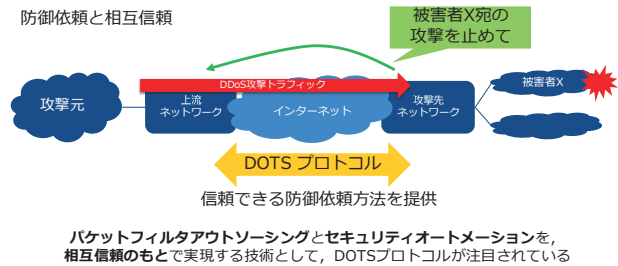 防御依頼と相互信頼
被害者X宛の
攻撃を止めて
DDoS攻撃トラフィック
攻撃元
上流
ネットワーク
インターネット
攻撃先
ネットワーク
被害者X
DOTS プロトコル
信頼できる防御依頼方法を提供
パケットフィルタアウトソーシングとセキュリティオートメーションを,
相互信頼のもとで実現する技術として, DOTSプロトコルが注目されている